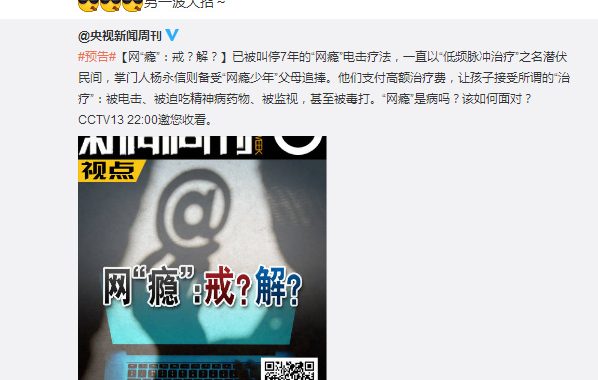 另一波大招~
@央视新闻周刊
#预告#【网“瘾”：戒？解？】已被叫停7年的“网瘾”电击疗法，一直以“低频脉冲治疗”之名潜伏
民间，掌门人杨永信则备受“网瘾少年”父母追捧。他们支付高额治疗费，让孩子接受所谓的“治
疗”：被电击、被迫吃精神病药物、被监视，甚至被毒打。“网瘾”是病吗？该如何面对？
CCTV13 22:00邀您收看。
新闻周刊
视点
@
网“瘾”:戒?解?